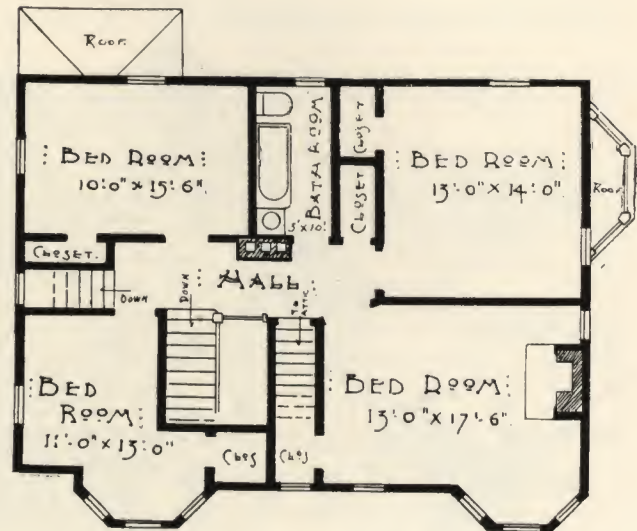 ROOF.
BED ROOM
10'·0" X 15'·6".
BATH ROOM
5' X 10'.
CLOSET
CLOSET
BED ROOM
13'·0" X 14'·0".
ROOF.
CLOSET.
DOWN
DOWN
HALL
TO
ATTIC
BED
ROOM
11'·0" X 13'·0"
CLOS
CLOS
BED ROOM
13'·0" X 17'·6"